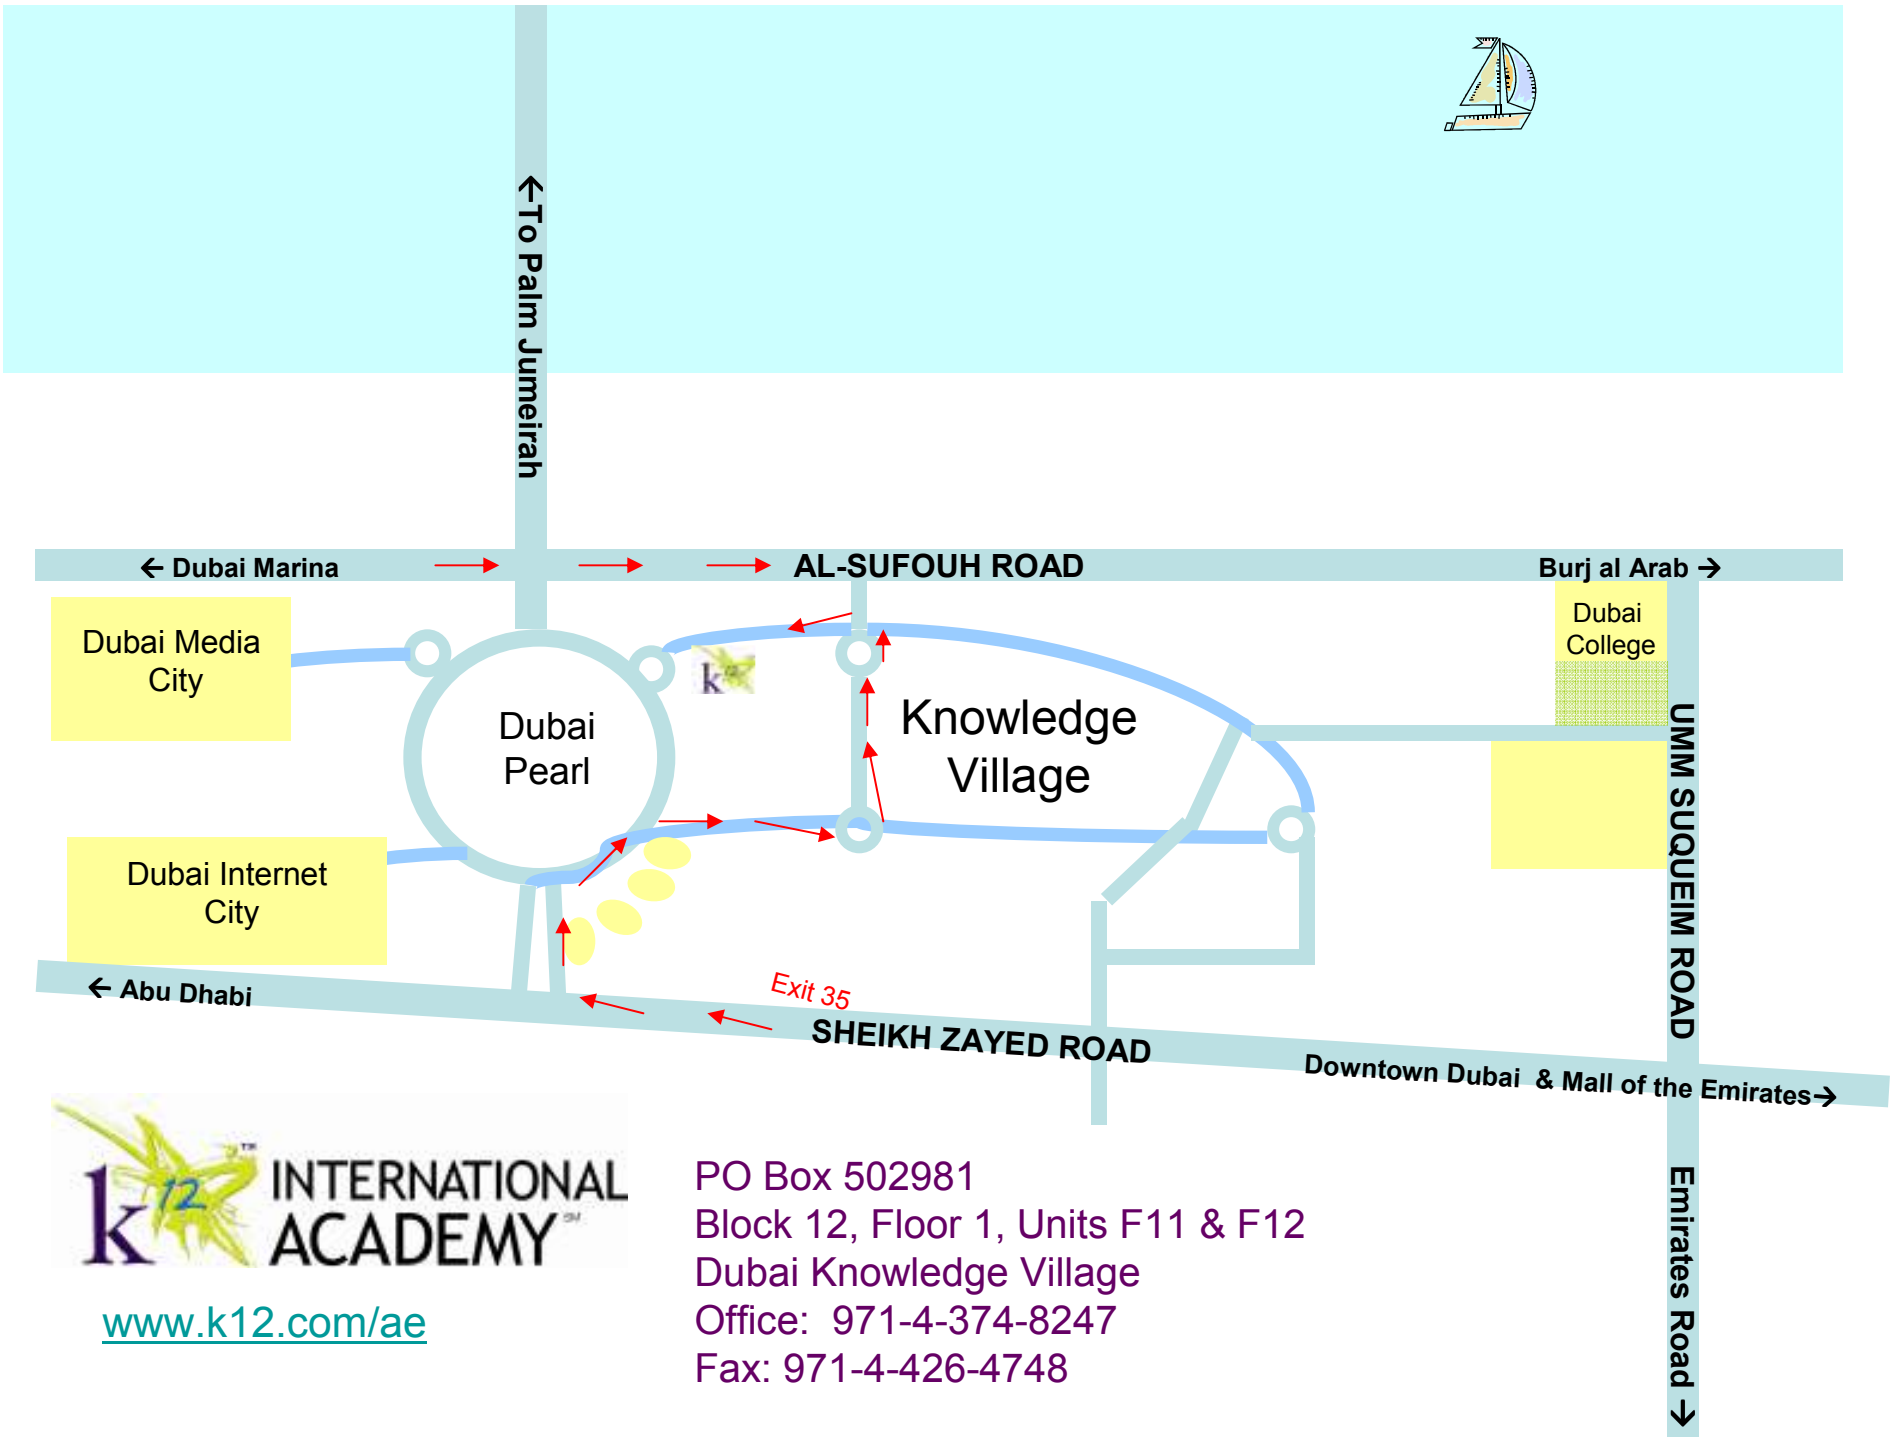 ←To Palm Jumeirah
← Dubai Marina
AL-SUFOUH ROAD
Burj al Arab →
Dubai Media
City
Dubai
College
k12
Dubai
Pearl
Knowledge
Village
UMM SUQUEIM ROAD
Dubai Internet
City
← Abu Dhabi
Exit 35
SHEIKH ZAYED ROAD
Downtown Dubai & Mall of the Emirates→
Emirates Road →
k12™ INTERNATIONAL
ACADEMY℠
www.k12.com/ae
PO Box 502981
Block 12, Floor 1, Units F11 & F12
Dubai Knowledge Village
Office: 971-4-374-8247
Fax: 971-4-426-4748